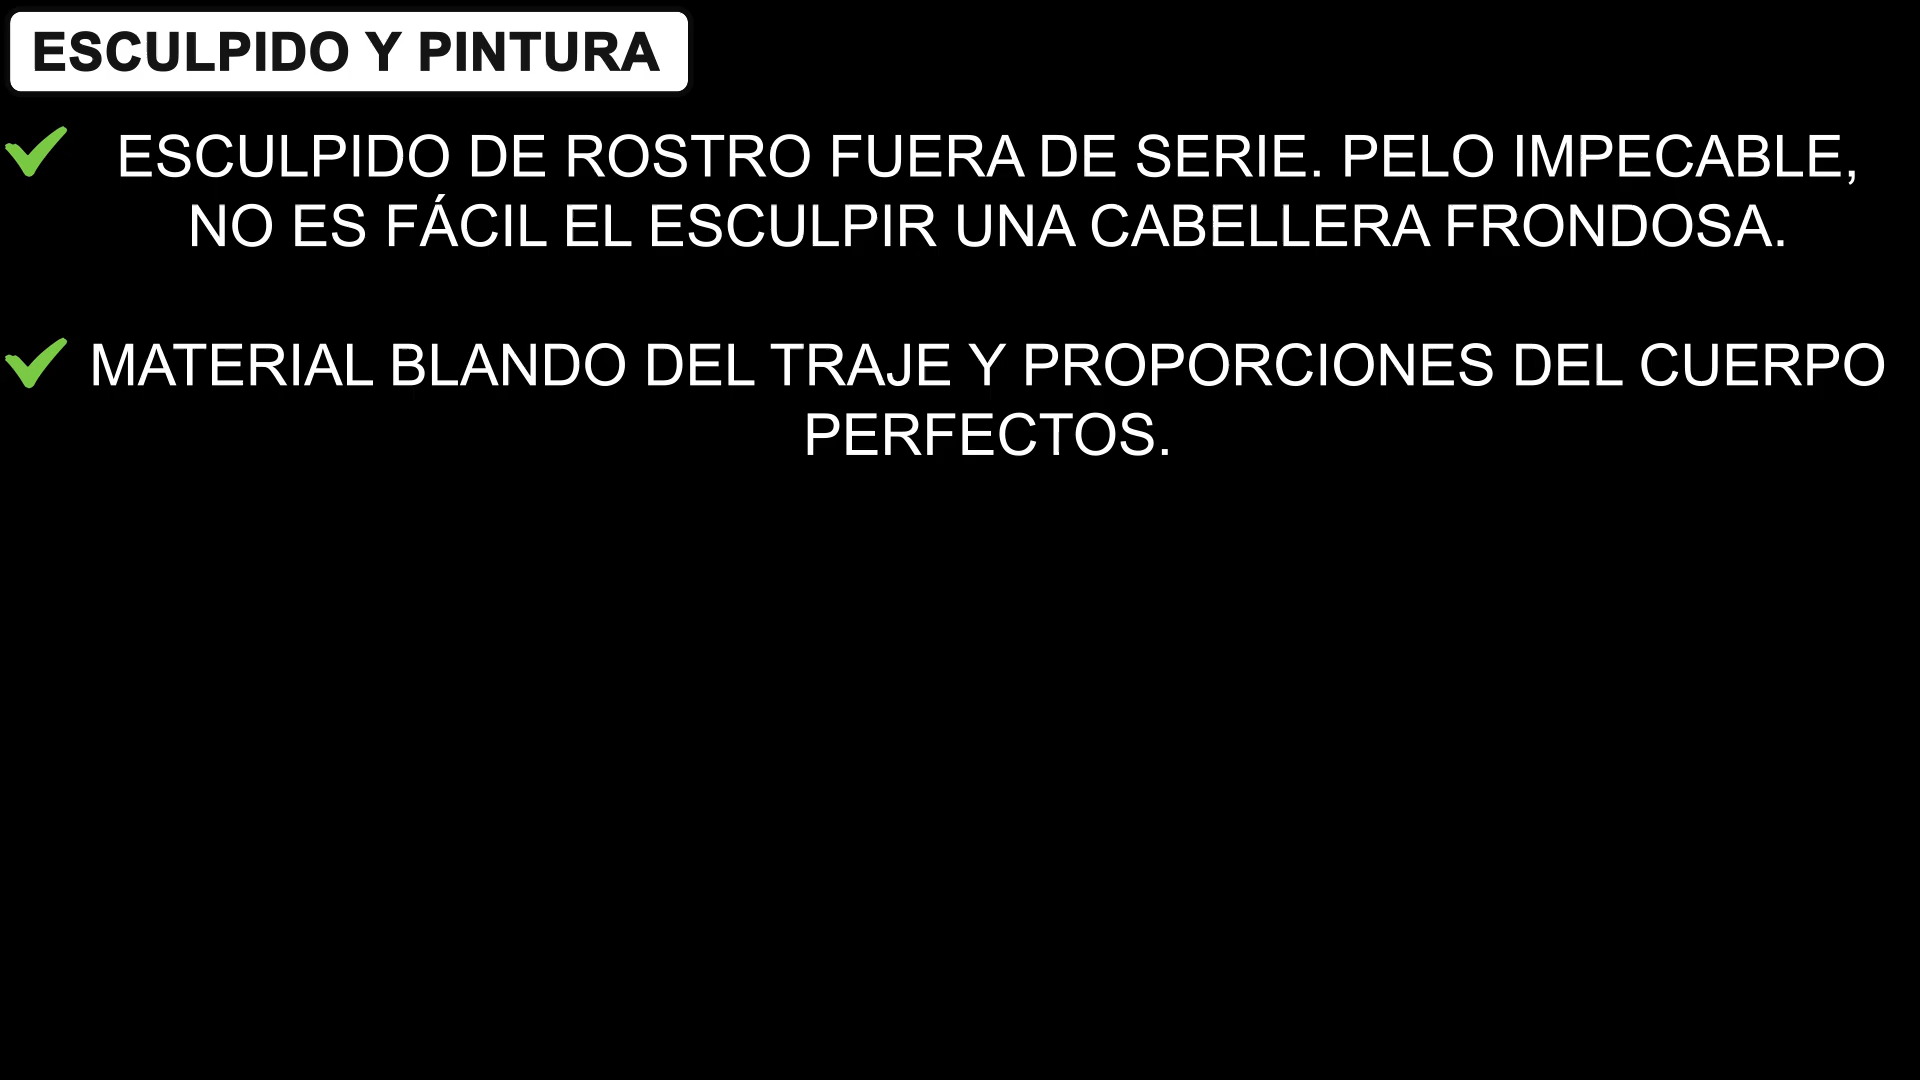 ESCULPIDO Y PINTURA
ESCULPIDO DE ROSTRO FUERA DE SERIE. PELO IMPECABLE,
NO ES FÁCIL EL ESCULPIR UNA CABELLERA FRONDOSA.
MATERIAL BLANDO DEL TRAJE Y PROPORCIONES DEL CUERPO
PERFECTOS.